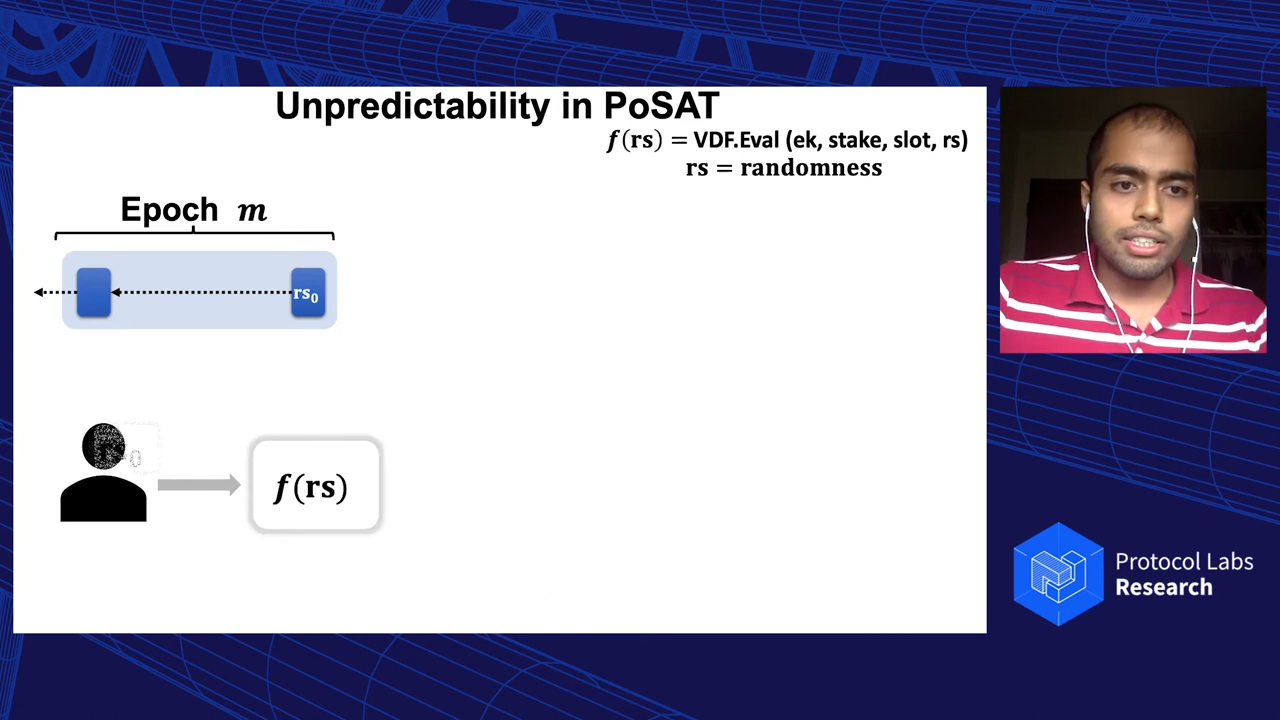 Unpredictability in PoSAT
f(rs) = VDF.Eval (ek, stake, slot, rs)
rs = randomness
Epoch m
rs₀
f(rs)
Protocol Labs
Research